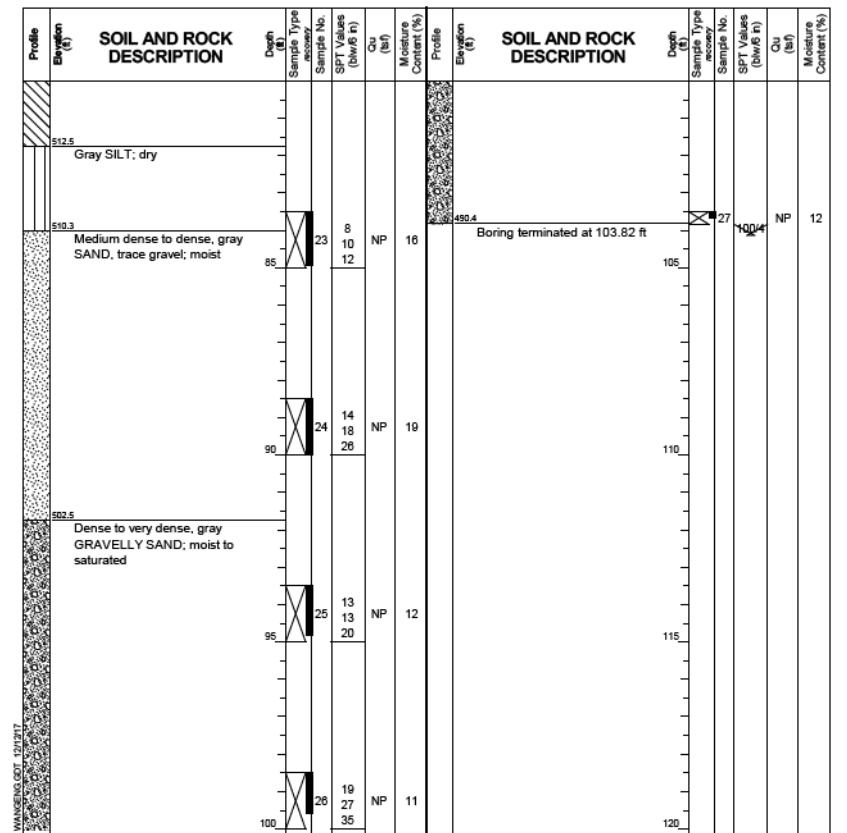 Profile
Elevation
(ft)
SOIL AND ROCK
DESCRIPTION
Depth
(ft)
Sample Type
recovery
Sample No.
SPT Values
(blw/6 in)
Qu
(tsf)
Moisture
Content (%)
Profile
Elevation
(ft)
SOIL AND ROCK
DESCRIPTION
Depth
(ft)
Sample Type
recovery
Sample No.
SPT Values
(blw/6 in)
Qu
(tsf)
Moisture
Content (%)
512.5
Gray SILT; dry
510.3
Medium dense to dense, gray
SAND, trace gravel; moist
85
23
8
10
12
NP
16
90
24
14
18
26
NP
19
502.5
Dense to very dense, gray
GRAVELLY SAND; moist to
saturated
95
25
13
13
20
NP
12
100
26
19
27
35
NP
11
490.4
Boring terminated at 103.82 ft
27
100/4
NP
12
105
110
115
120
WANGENG.GDT 12/12/17